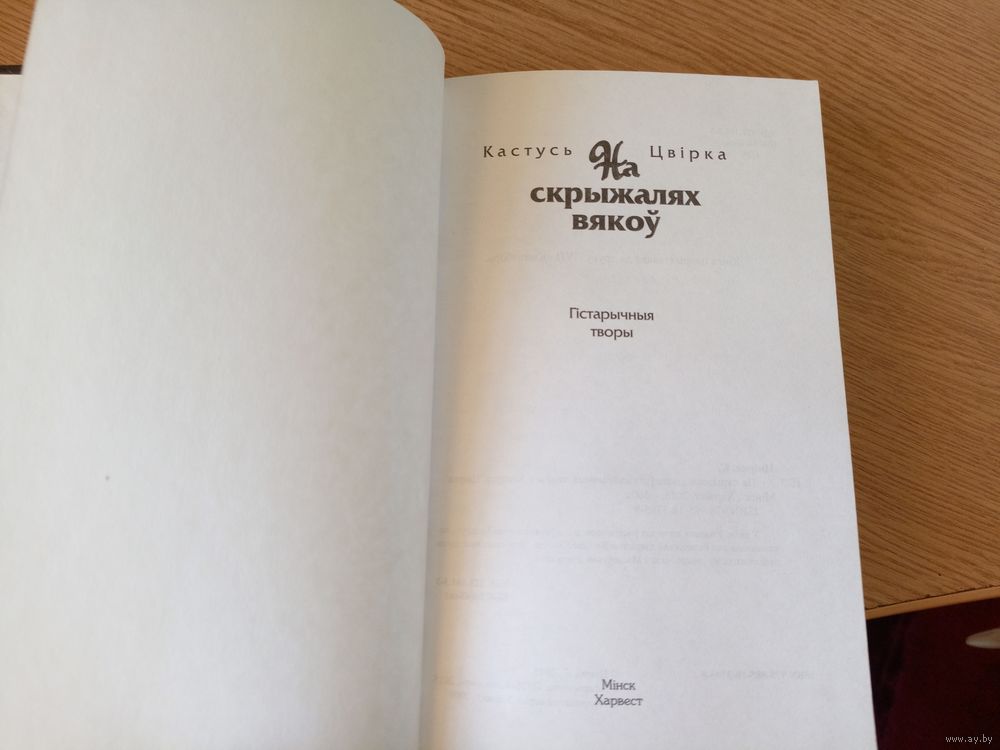 Кастусь Цвірка
На
скрыжалях
вякоў
Гістарычныя
творы
Мінск
Харвест
www.ay.by